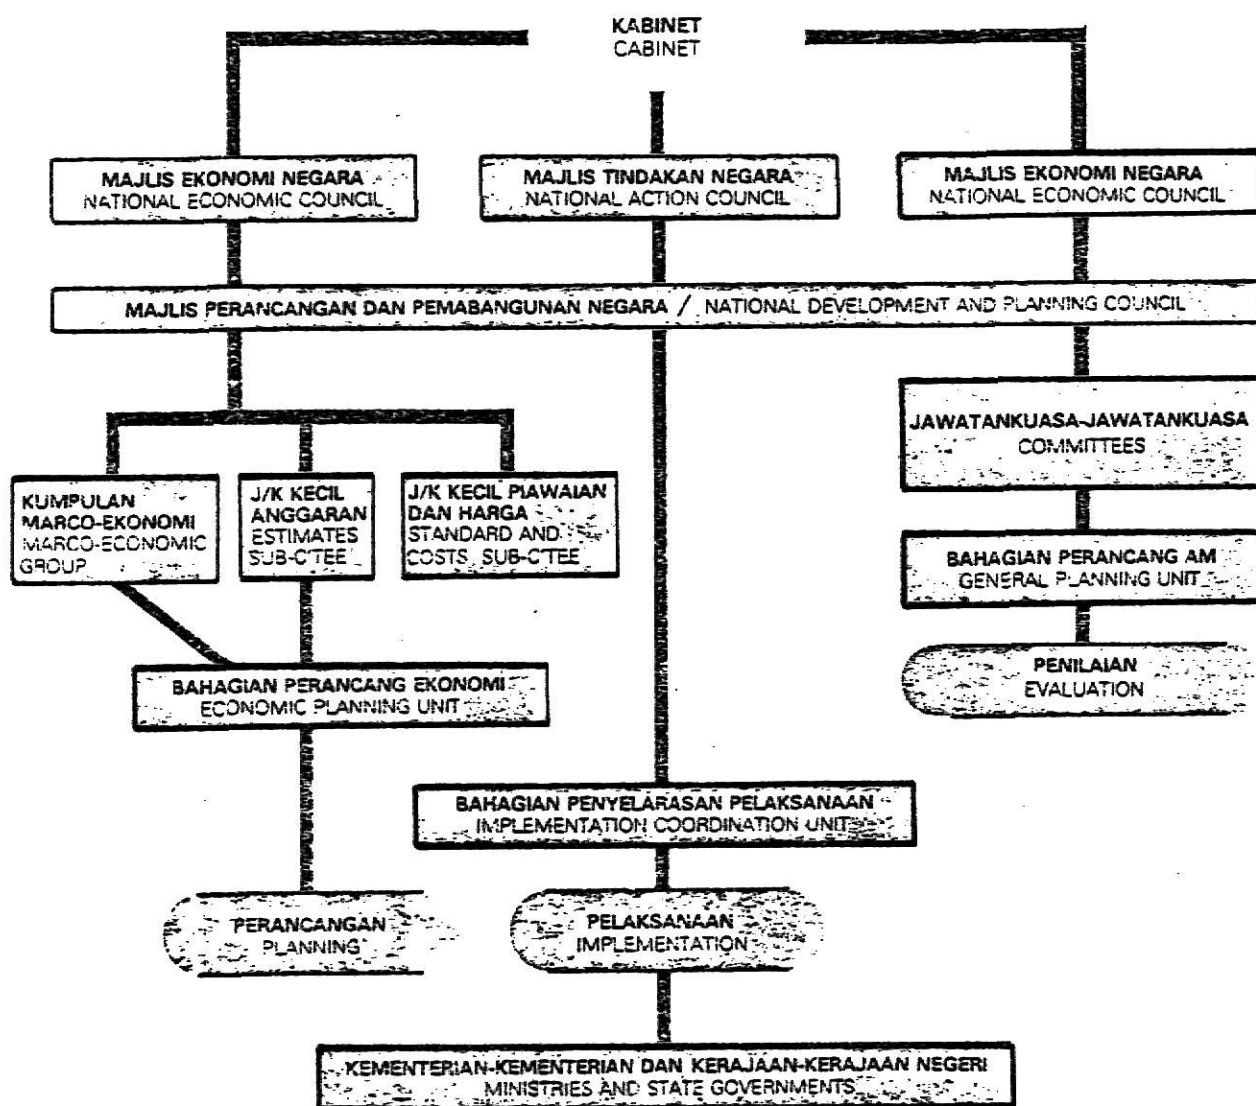 KABINET
CABINET
MAJLIS EKONOMI NEGARA
NATIONAL ECONOMIC COUNCIL
MAJLIS TINDAKAN NEGARA
NATIONAL ACTION COUNCIL
MAJLIS EKONOMI NEGARA
NATIONAL ECONOMIC COUNCIL
MAJLIS PERANCANGAN DAN PEMABANGUNAN NEGARA / NATIONAL DEVELOPMENT AND PLANNING COUNCIL
JAWATANKUASA-JAWATANKUASA
COMMITTEES
KUMPULAN
MARCO-EKONOMI
MARCO-ECONOMIC
GROUP
J/K KECIL
ANGGARAN
ESTIMATES
SUB-C'TEE
J/K KECIL PIAWAIAN
DAN HARGA
STANDARD AND
COSTS, SUB-C'TEE
BAHAGIAN PERANCANG AM
GENERAL PLANNING UNIT
PENILAIAN
EVALUATION
BAHAGIAN PERANCANG EKONOMI
ECONOMIC PLANNING UNIT
BAHAGIAN PENYELARASAN PELAKSANAAN
IMPLEMENTATION COORDINATION UNIT
PERANCANGAN
PLANNING
PELAKSANAAN
IMPLEMENTATION
KEMENTERIAN-KEMENTERIAN DAN KERAJAAN-KERAJAAN NEGERI
MINISTRIES AND STATE GOVERNMENTS